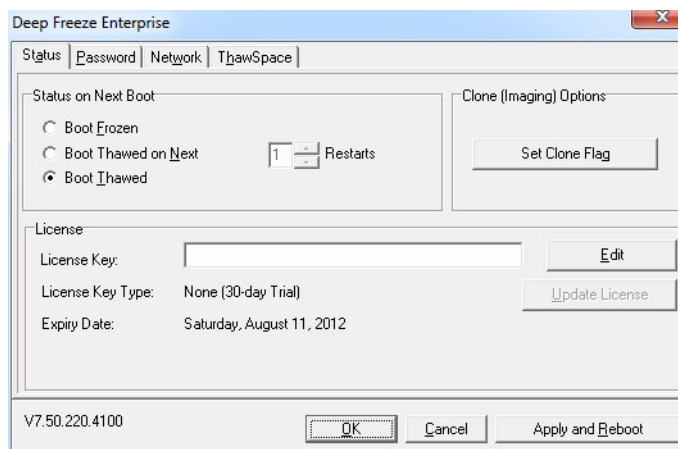 Deep Freeze Enterprise
Status Password Network ThawSpace
Status on Next Boot
Boot Frozen
Boot Thawed on Next 1 Restarts
Boot Thawed
Clone (Imaging) Options
Set Clone Flag
License
License Key: Edit
License Key Type: None (30-day Trial) Update License
Expiry Date: Saturday, August 11, 2012
V7.50.220.4100 OK Cancel Apply and Reboot